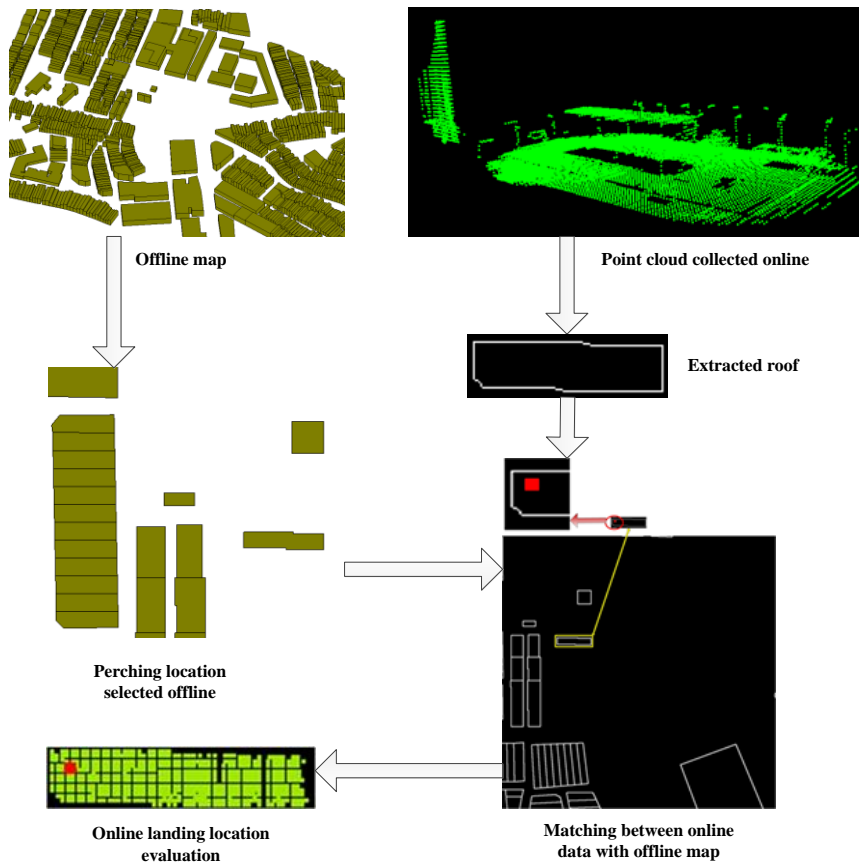 Offline map
Point cloud collected online
Extracted roof
Perching location
selected offline
Online landing location
evaluation
Matching between online
data with offline map